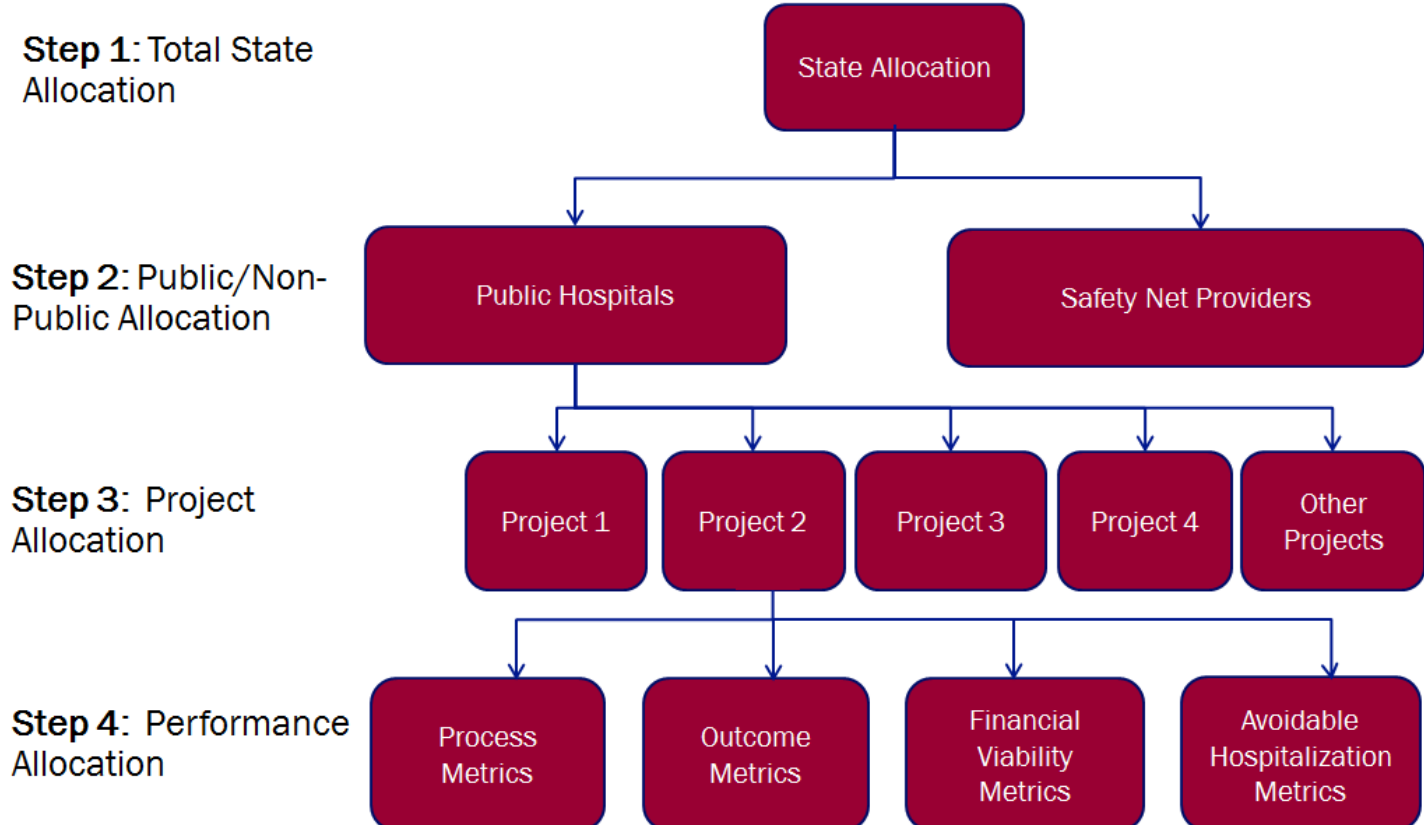 Step 1: Total State
Allocation
State Allocation
Step 2: Public/Non-
Public Allocation
Public Hospitals
Safety Net Providers
Step 3: Project
Allocation
Project 1
Project 2
Project 3
Project 4
Other
Projects
Step 4: Performance
Allocation
Process
Metrics
Outcome
Metrics
Financial
Viability
Metrics
Avoidable
Hospitalization
Metrics